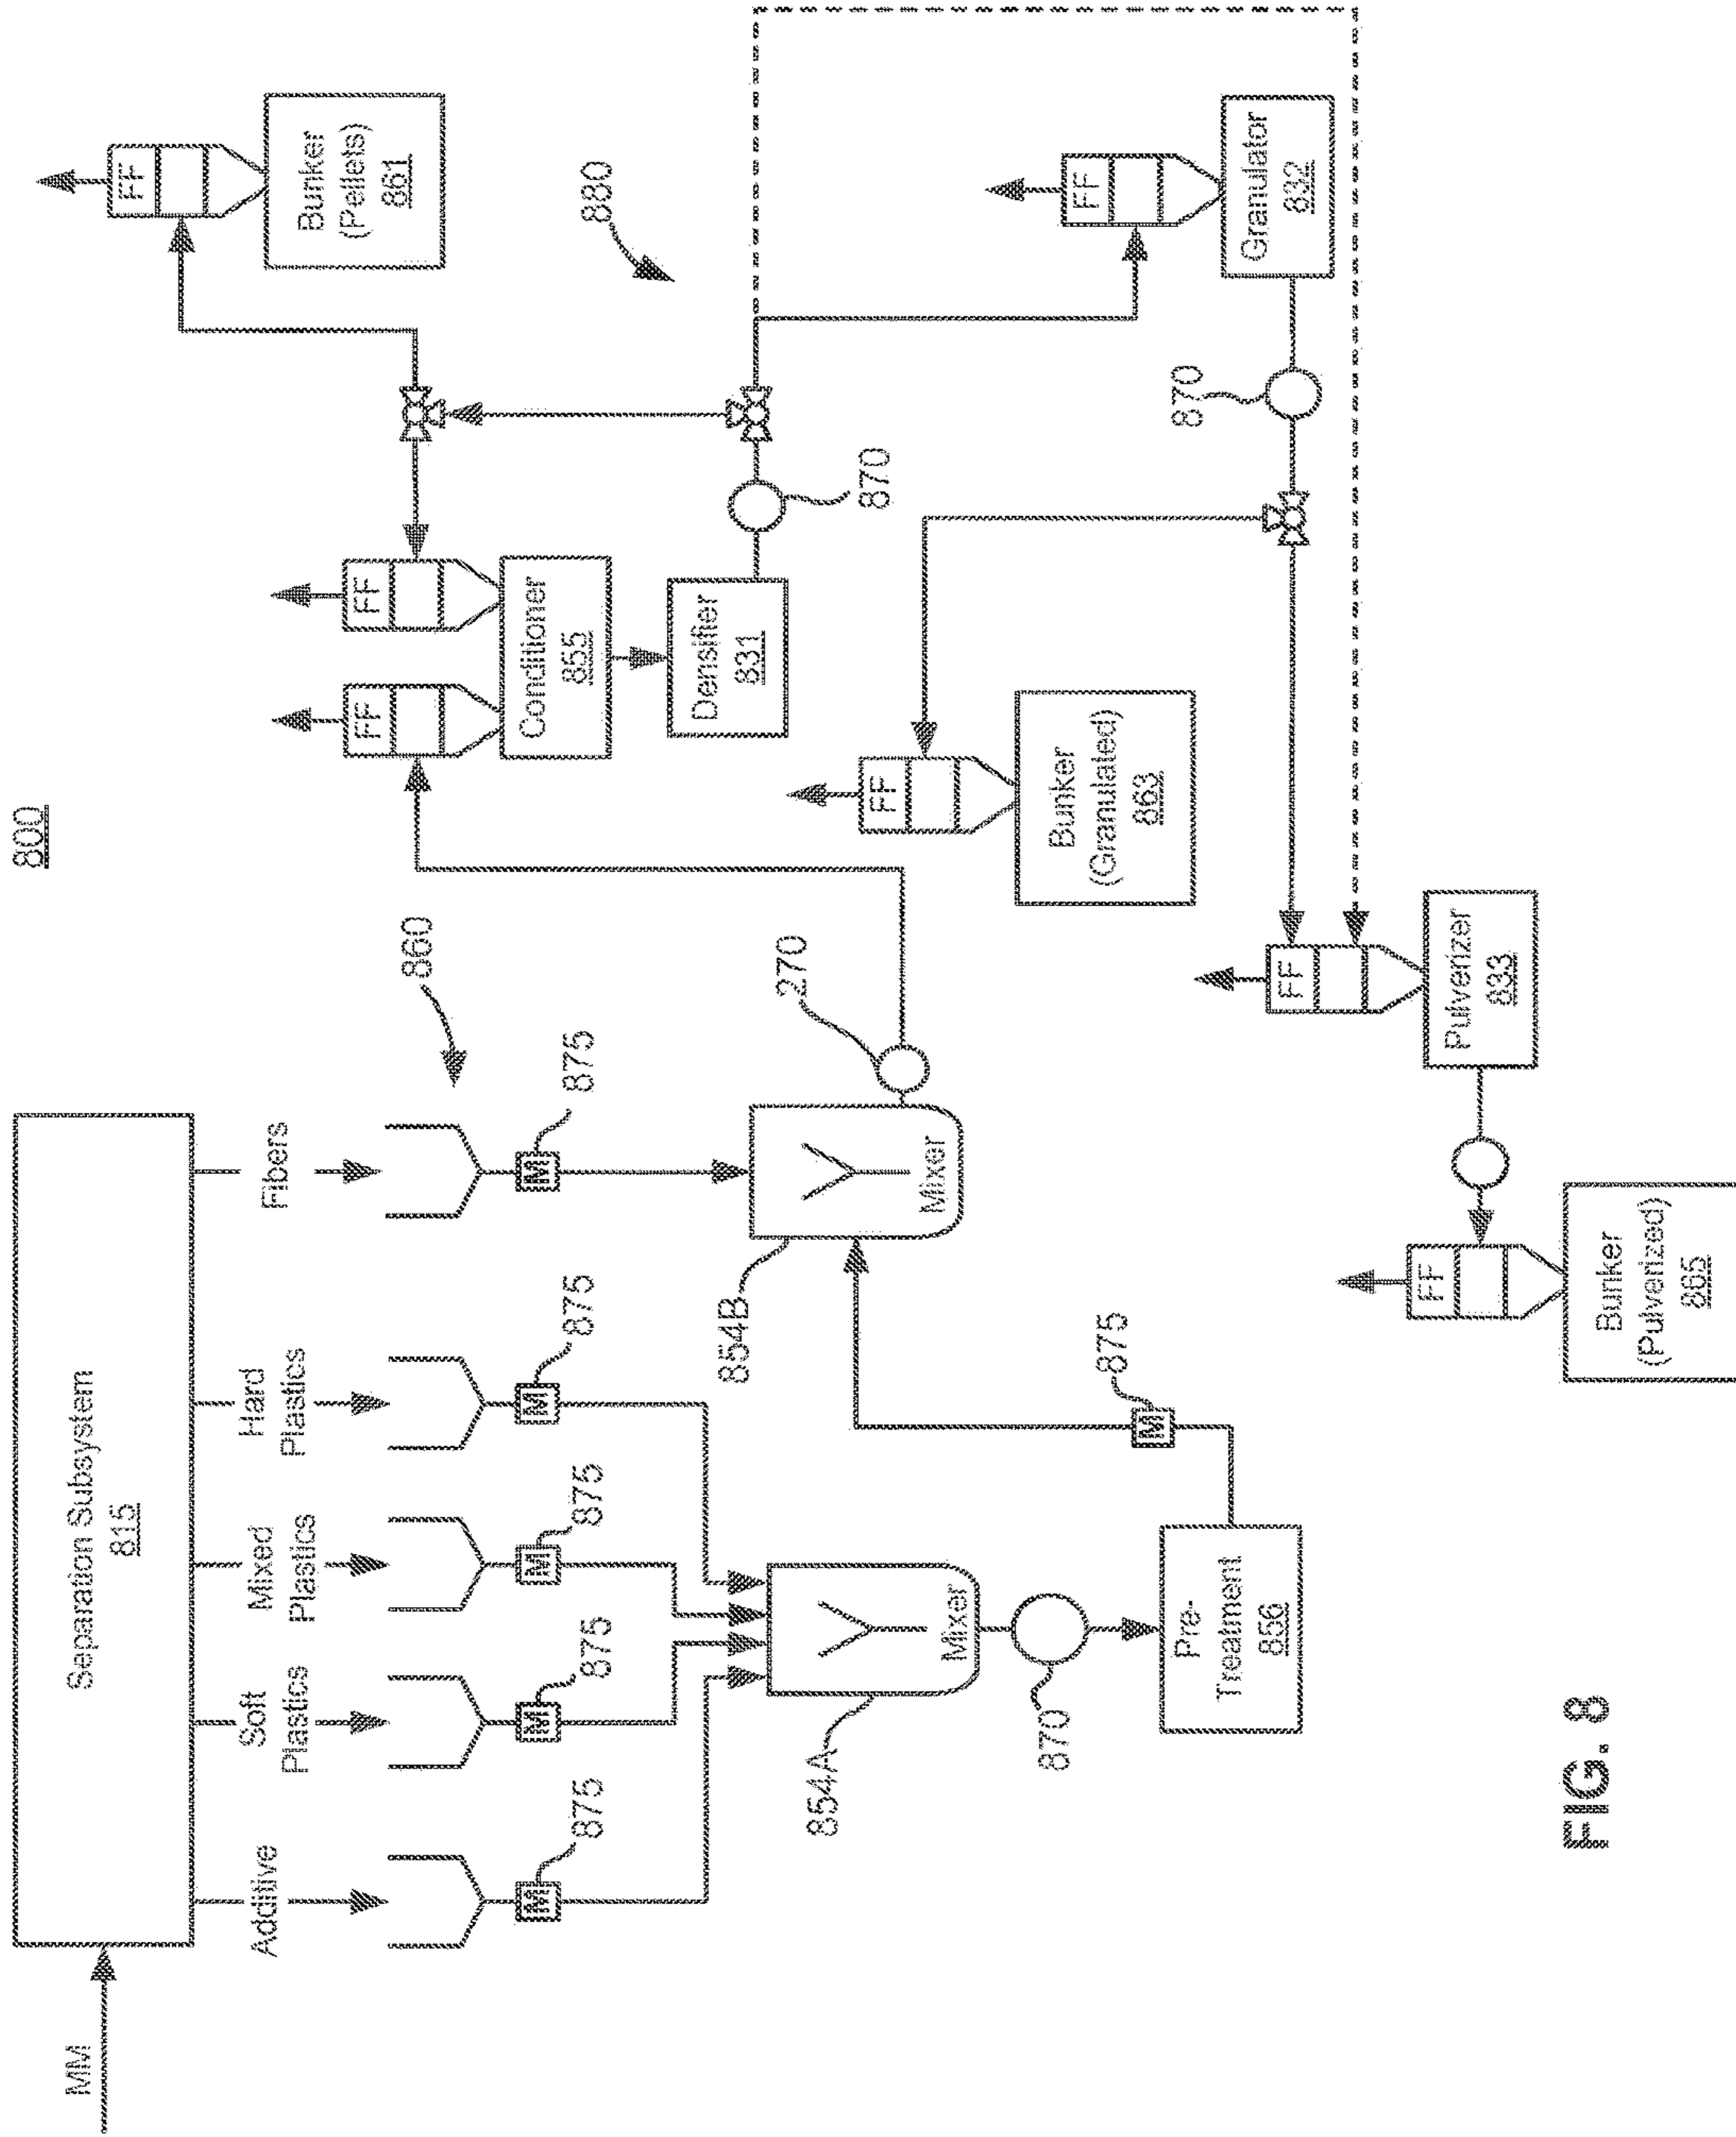 800
MM
Separation Subsystem
815
Additive
Soft
Plastics
Mixed
Plastics
Hard
Plastics
Fibers
860
M
875
M
875
M
875
M
875
M
875
854A
Mixer
870
Pre-
Treatment
856
M
875
854B
Mixer
270
FF
FF
Conditioner
855
Densifier
831
870
FF
Bunker
(Pellets)
861
880
FF
Granulator
832
870
FF
Bunker
(Granulated)
863
FF
Pulverizer
833
FF
Bunker
(Pulverized)
865
FIG. 8